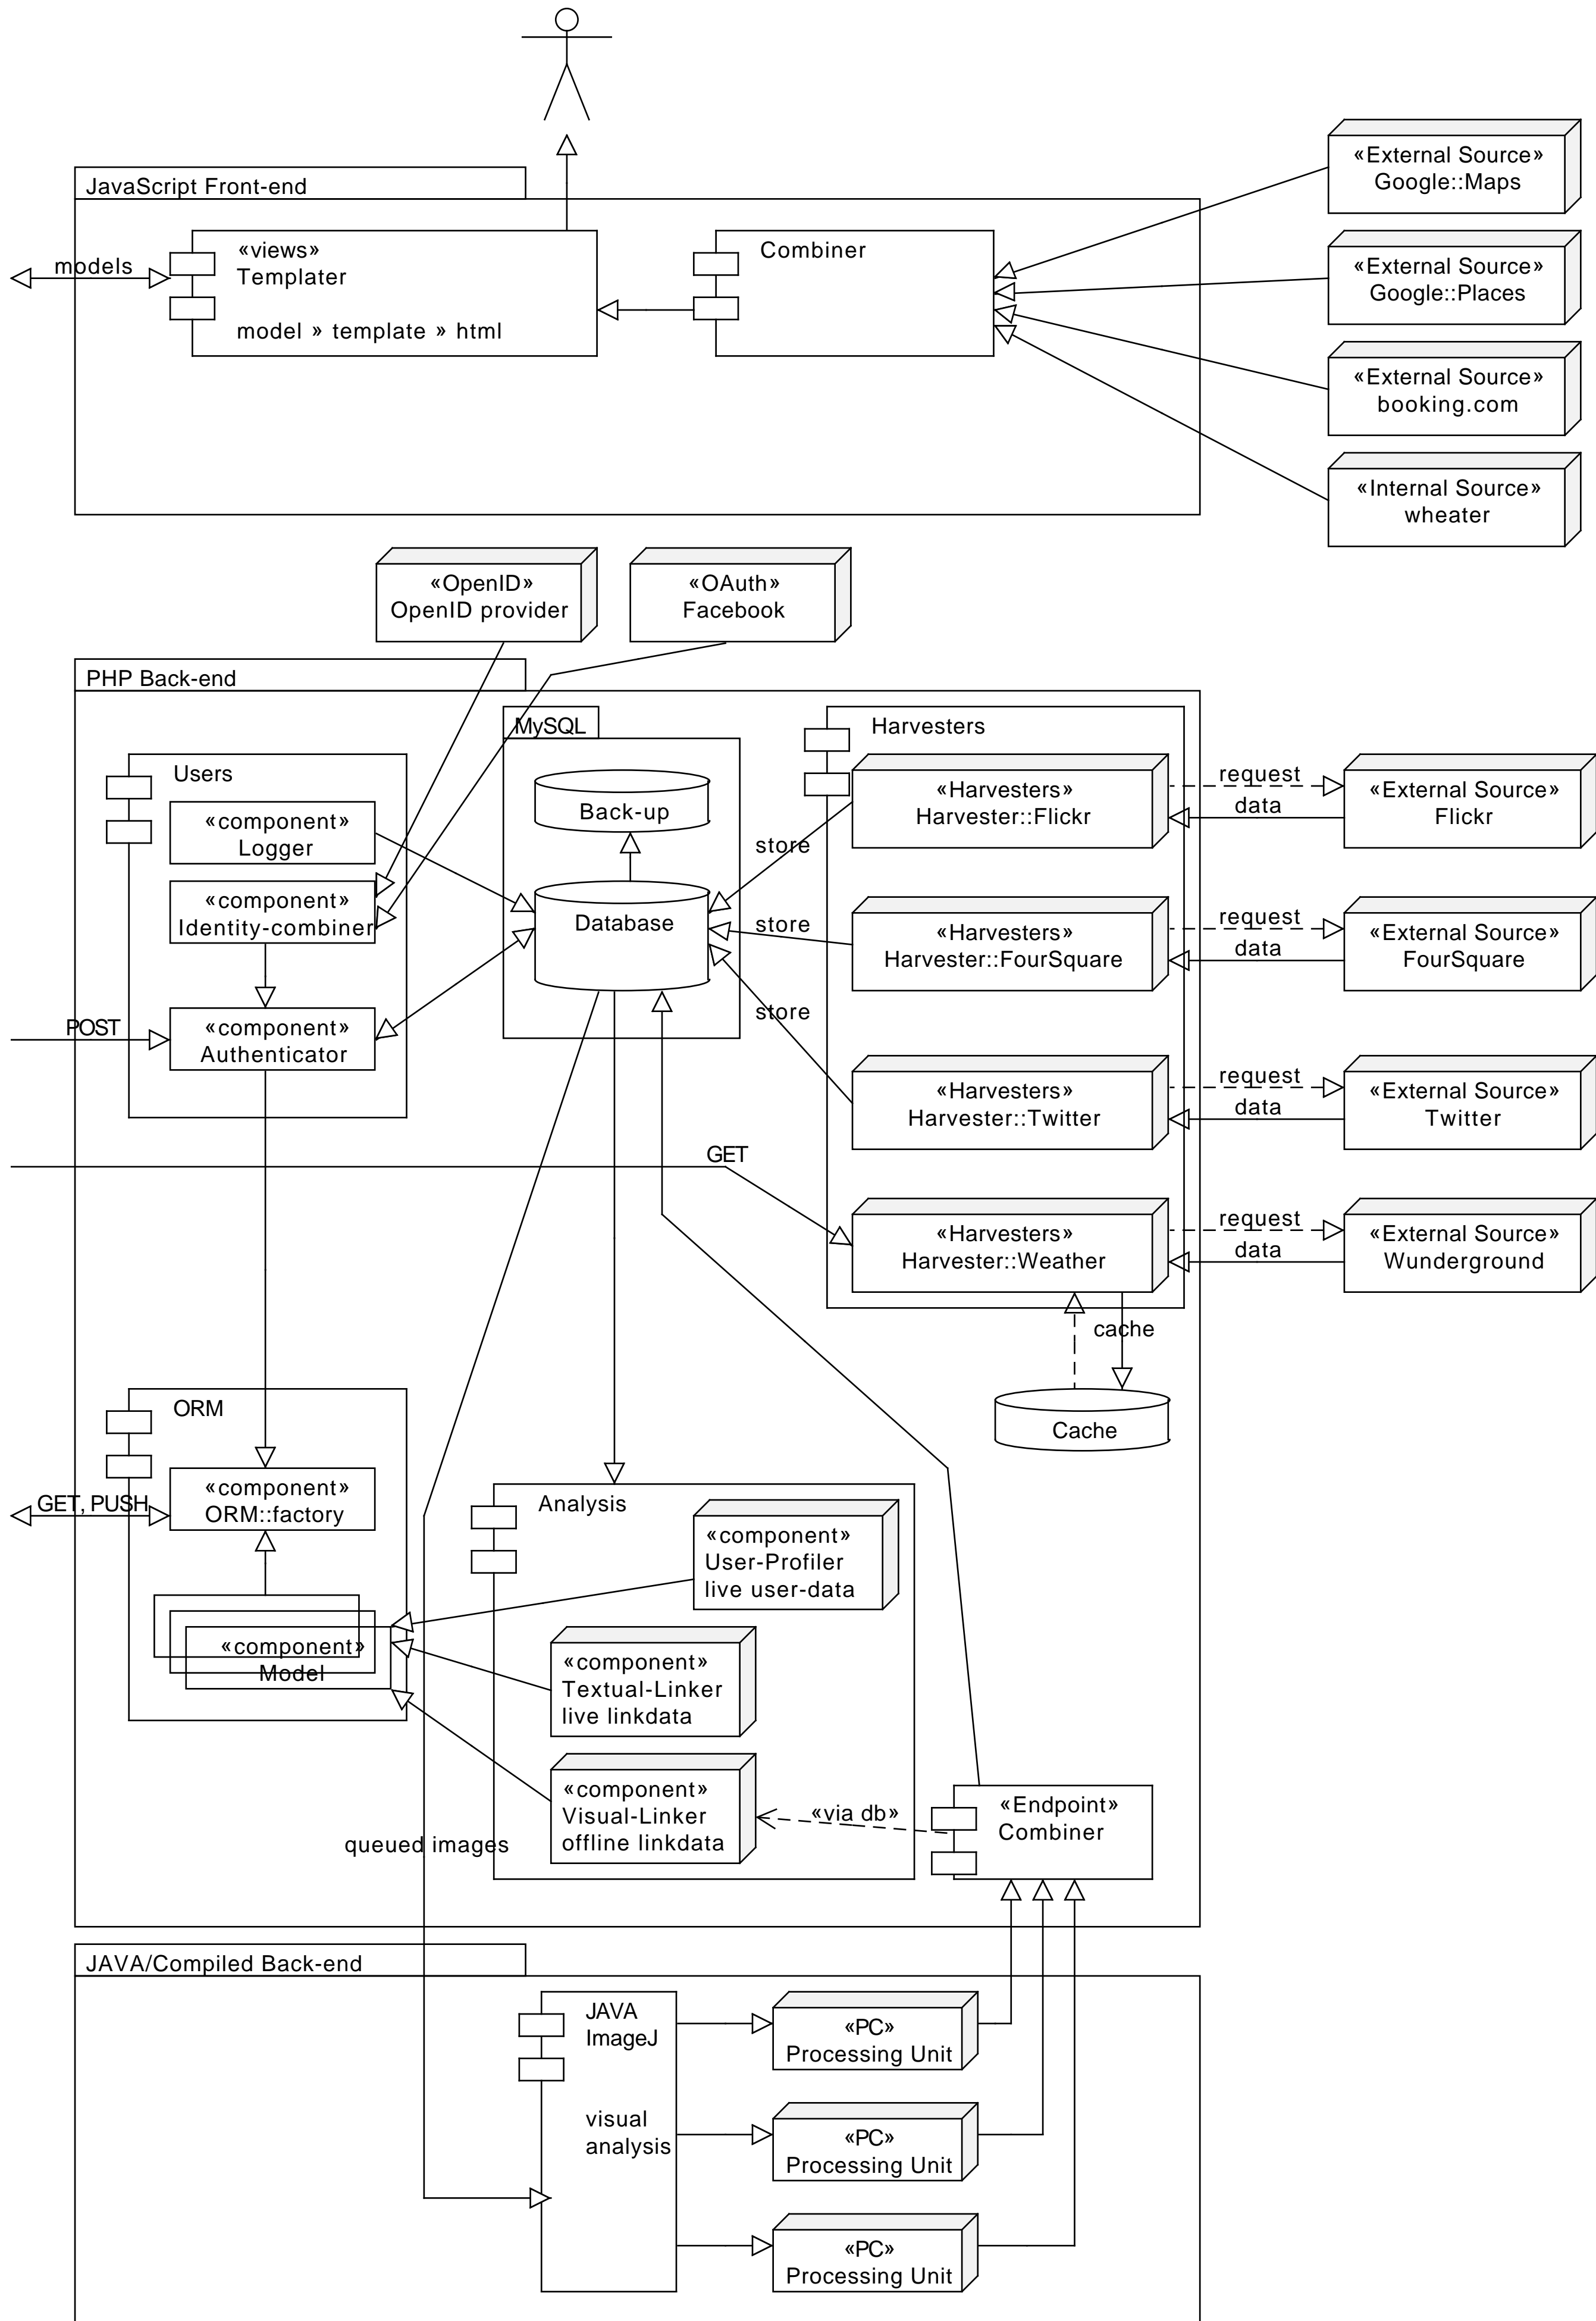 JavaScript Front-end
models
«views»
Templater
model » template » html
Combiner
«External Source»
Google::Maps
«External Source»
Google::Places
«External Source»
booking.com
«Internal Source»
wheater
«OpenID»
OpenID provider
«OAuth»
Facebook
PHP Back-end
Users
«component»
Logger
«component»
Identity-combiner
POST
«component»
Authenticator
MySQL
Back-up
Database
store
store
store
Harvesters
«Harvesters»
Harvester::Flickr
request
data
«External Source»
Flickr
«Harvesters»
Harvester::FourSquare
request
data
«External Source»
FourSquare
«Harvesters»
Harvester::Twitter
request
data
«External Source»
Twitter
GET
«Harvesters»
Harvester::Weather
request
data
«External Source»
Wunderground
cache
Cache
ORM
GET, PUSH
«component»
ORM::factory
«component»
Model
Analysis
«component»
User-Profiler
live user-data
«component»
Textual-Linker
live linkdata
«component»
Visual-Linker
offline linkdata
«via db»
«Endpoint»
Combiner
queued images
JAVA/Compiled Back-end
JAVA
ImageJ
visual
analysis
«PC»
Processing Unit
«PC»
Processing Unit
«PC»
Processing Unit